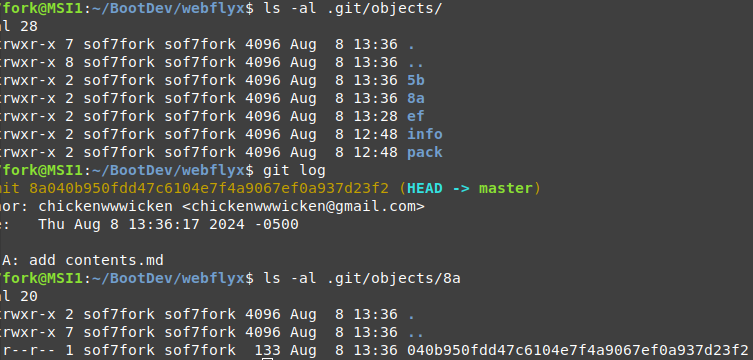 fork@MSI1:~/BootDev/webflyx$ ls -al .git/objects/
al 28
rwxr-x 7 sof7fork sof7fork 4096 Aug  8 13:36 .
rwxr-x 8 sof7fork sof7fork 4096 Aug  8 13:36 ..
rwxr-x 2 sof7fork sof7fork 4096 Aug  8 13:36 5b
rwxr-x 2 sof7fork sof7fork 4096 Aug  8 13:36 8a
rwxr-x 2 sof7fork sof7fork 4096 Aug  8 13:28 ef
rwxr-x 2 sof7fork sof7fork 4096 Aug  8 12:48 info
rwxr-x 2 sof7fork sof7fork 4096 Aug  8 12:48 pack
fork@MSI1:~/BootDev/webflyx$ git log
it 8a040b950fdd47c6104e7f4a9067ef0a937d23f2 (HEAD -> master)
or: chickenwwwicken <chickenwwwicken@gmail.com>
e:   Thu Aug 8 13:36:17 2024 -0500
A: add contents.md
fork@MSI1:~/BootDev/webflyx$ ls -al .git/objects/8a
al 20
rwxr-x 2 sof7fork sof7fork 4096 Aug  8 13:36 .
rwxr-x 7 sof7fork sof7fork 4096 Aug  8 13:36 ..
r--r-- 1 sof7fork sof7fork  133 Aug  8 13:36 040b950fdd47c6104e7f4a9067ef0a937d23f2